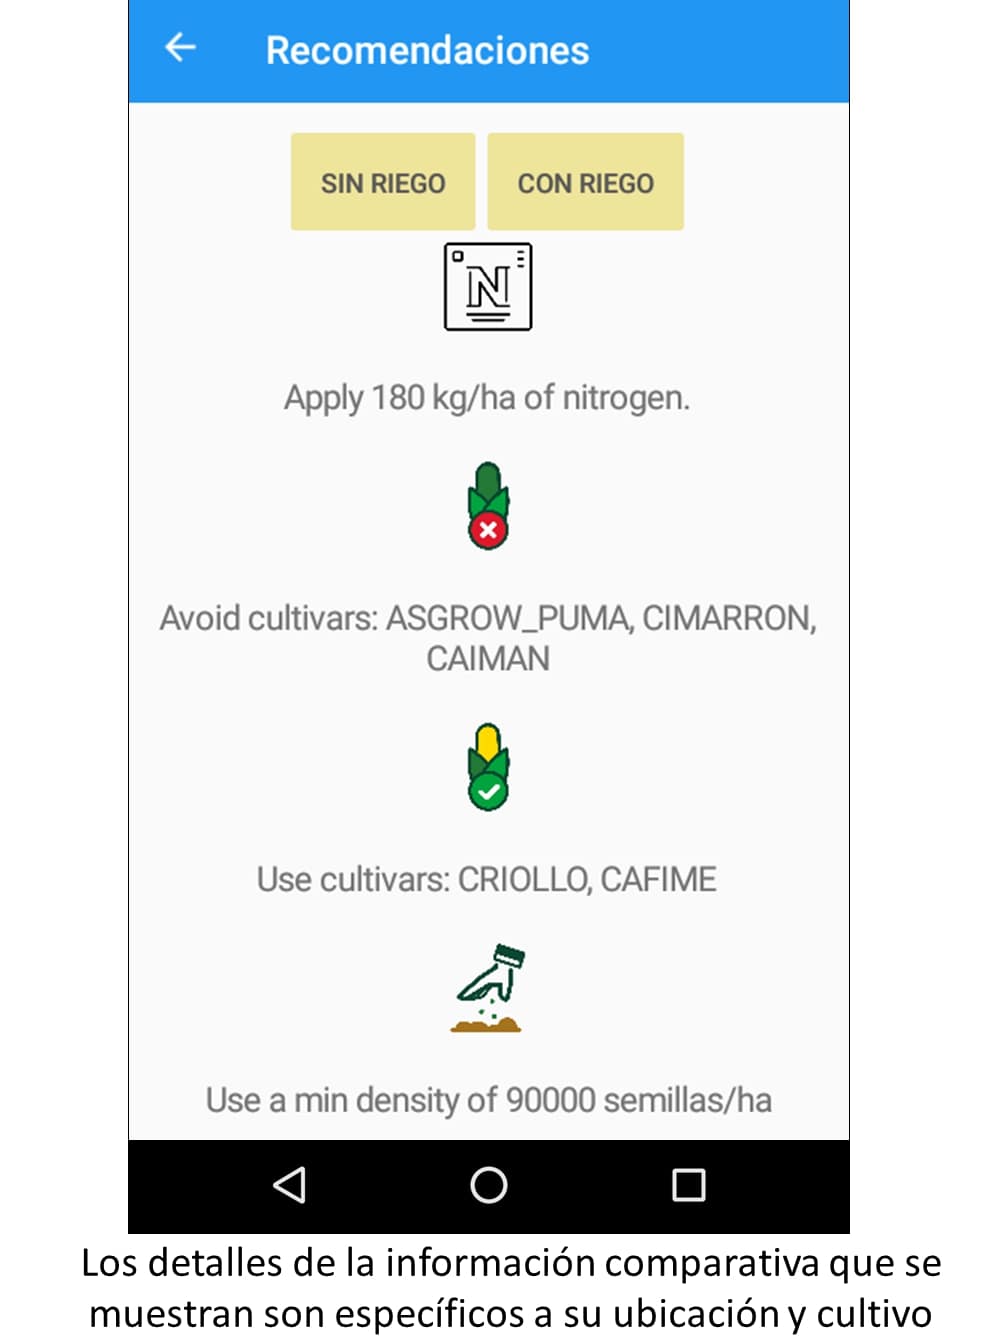 Recomendaciones
SIN RIEGO
CON RIEGO
N
Apply 180 kg/ha of nitrogen.
Avoid cultivars: ASGROW_PUMA, CIMARRON,
CAIMAN
Use cultivars: CRIOLLO, CAFIME
Use a min density of 90000 semillas/ha
Los detalles de la información comparativa que se
muestran son específicos a su ubicación y cultivo